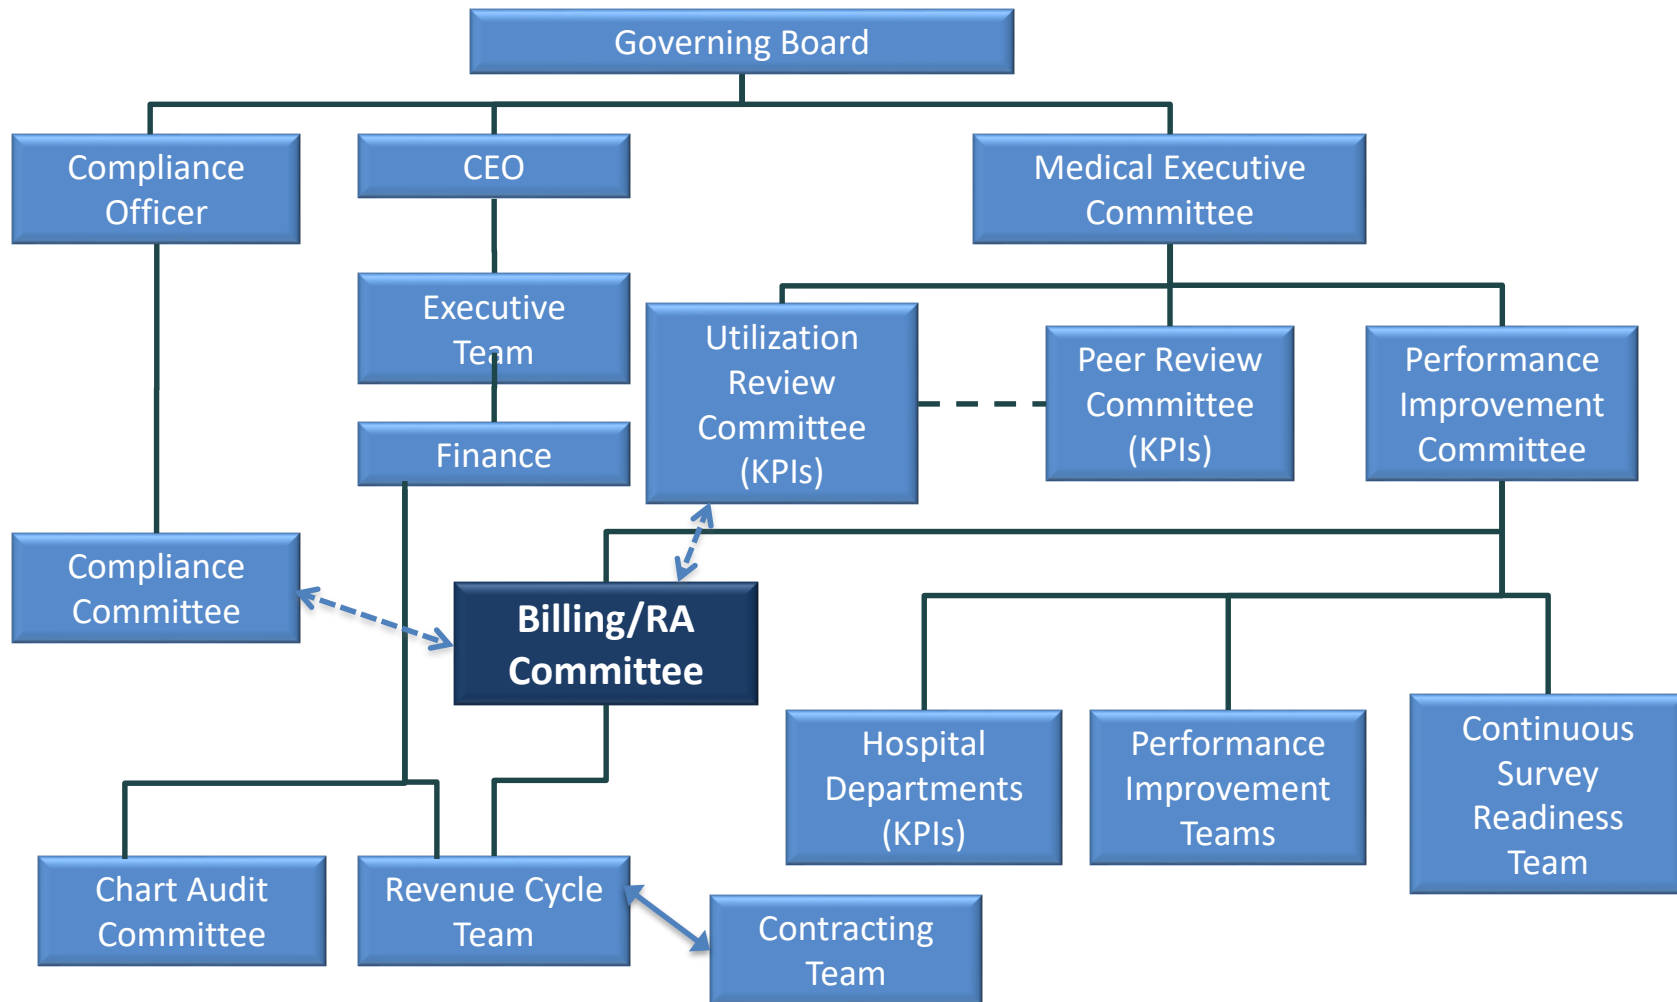 Governing Board
Compliance
Officer
CEO
Medical Executive
Committee
Executive
Team
Utilization
Review
Committee
(KPIs)
Peer Review
Committee
(KPIs)
Performance
Improvement
Committee
Finance
Compliance
Committee
Billing/RA
Committee
Hospital
Departments
(KPIs)
Performance
Improvement
Teams
Continuous
Survey
Readiness
Team
Chart Audit
Committee
Revenue Cycle
Team
Contracting
Team